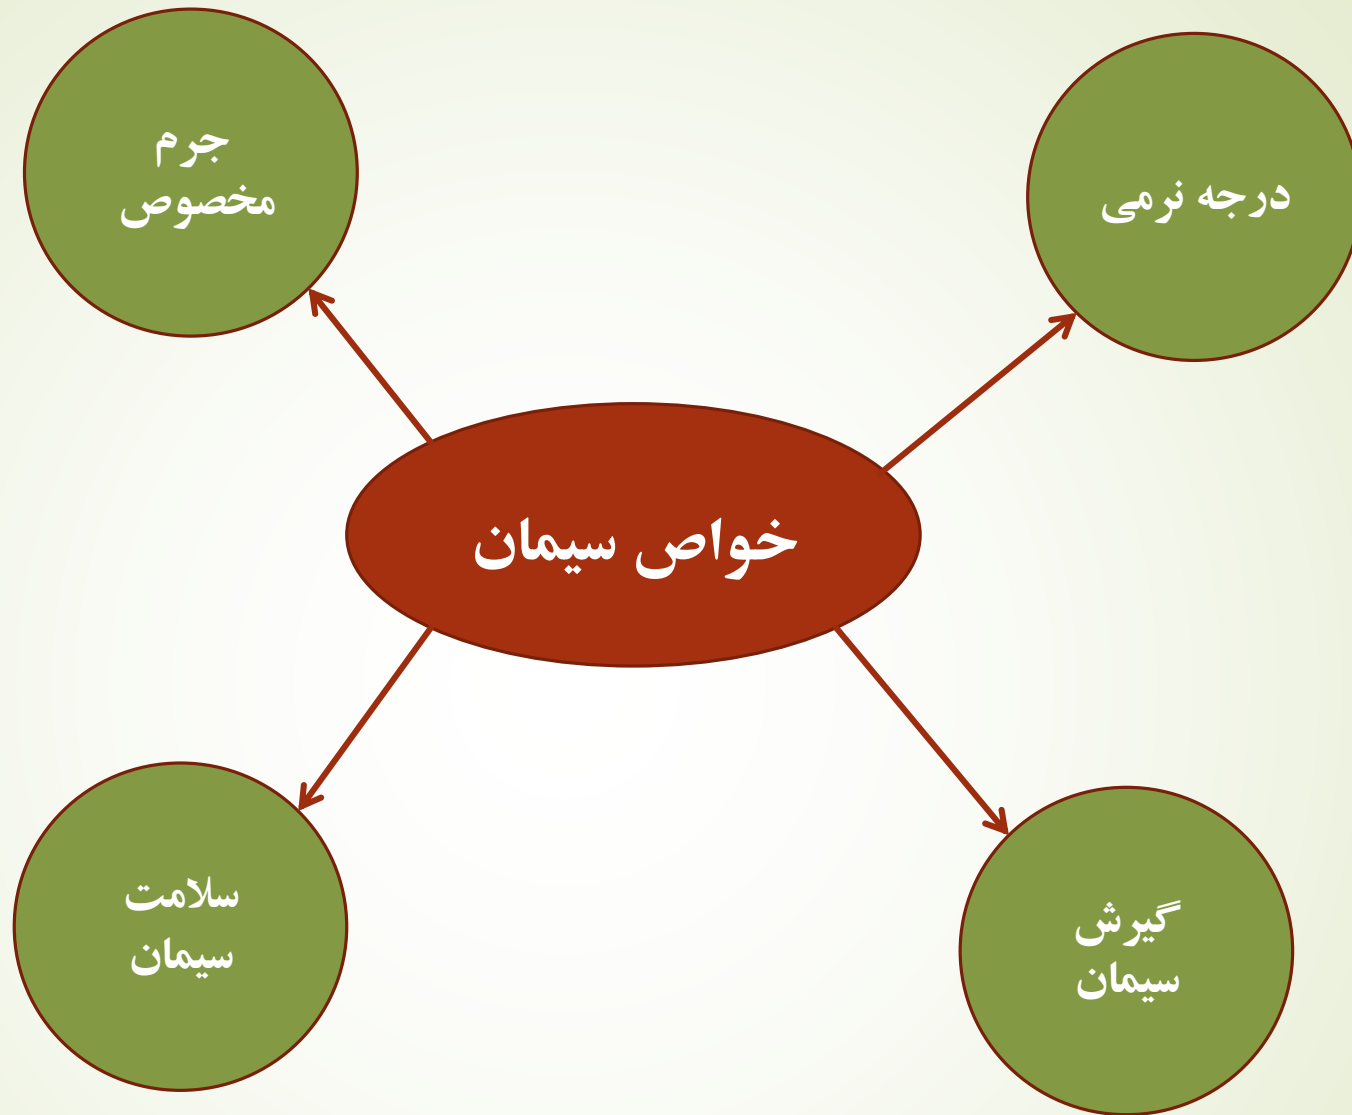 درجه نرمی
جرم
مخصوص
خواص سیمان
گیرش
سیمان
سلامت
سیمان